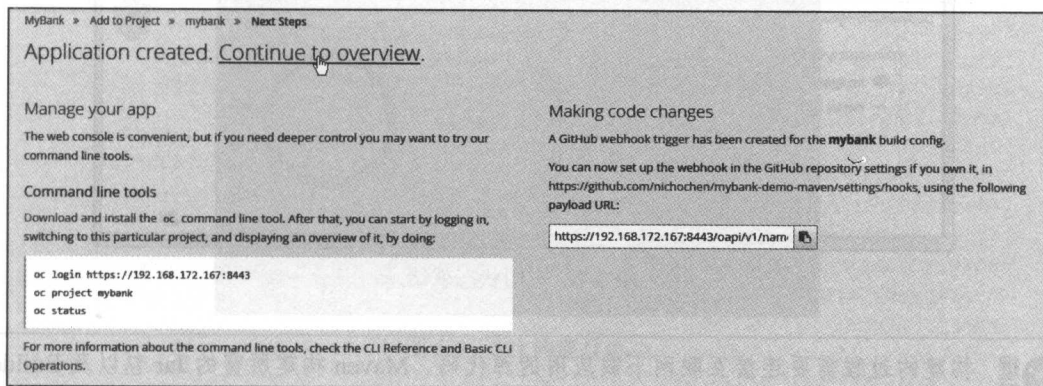 MyBank » Add to Project » mybank » Next Steps
Application created. Continue to overview.
Manage your app
The web console is convenient, but if you need deeper control you may want to try our
command line tools.
Command line tools
Download and install the oc command line tool. After that, you can start by logging in,
switching to this particular project, and displaying an overview of it, by doing:
oc login https://192.168.172.167:8443
oc project mybank
oc status
For more information about the command line tools, check the CLI Reference and Basic CLI
Operations.
Making code changes
A GitHub webhook trigger has been created for the mybank build config.
You can now set up the webhook in the GitHub repository settings if you own it, in
https://github.com/nichochen/mybank-demo-maven/settings/hooks, using the following
payload URL:
https://192.168.172.167:8443/oapi/v1/nam